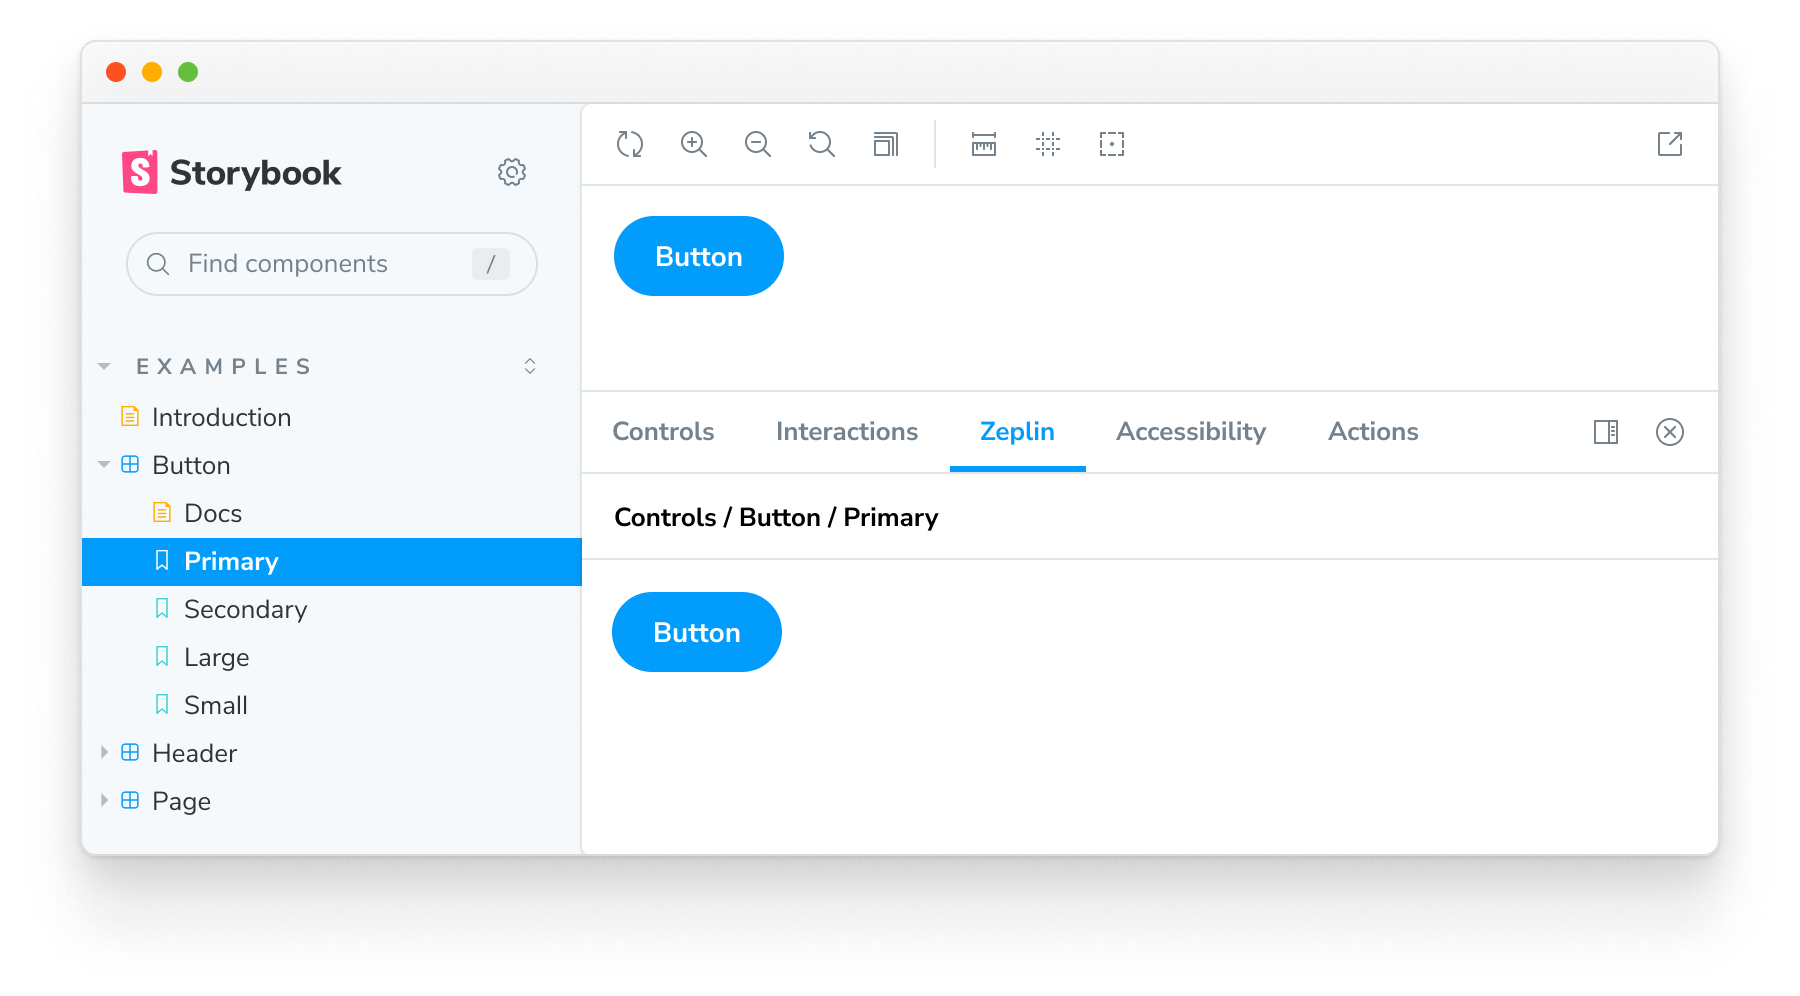 Storybook
Find components /
EXAMPLES
Introduction
Button
Docs
Primary
Secondary
Large
Small
Header
Page
Button
Controls Interactions Zeplin Accessibility Actions
Controls / Button / Primary
Button